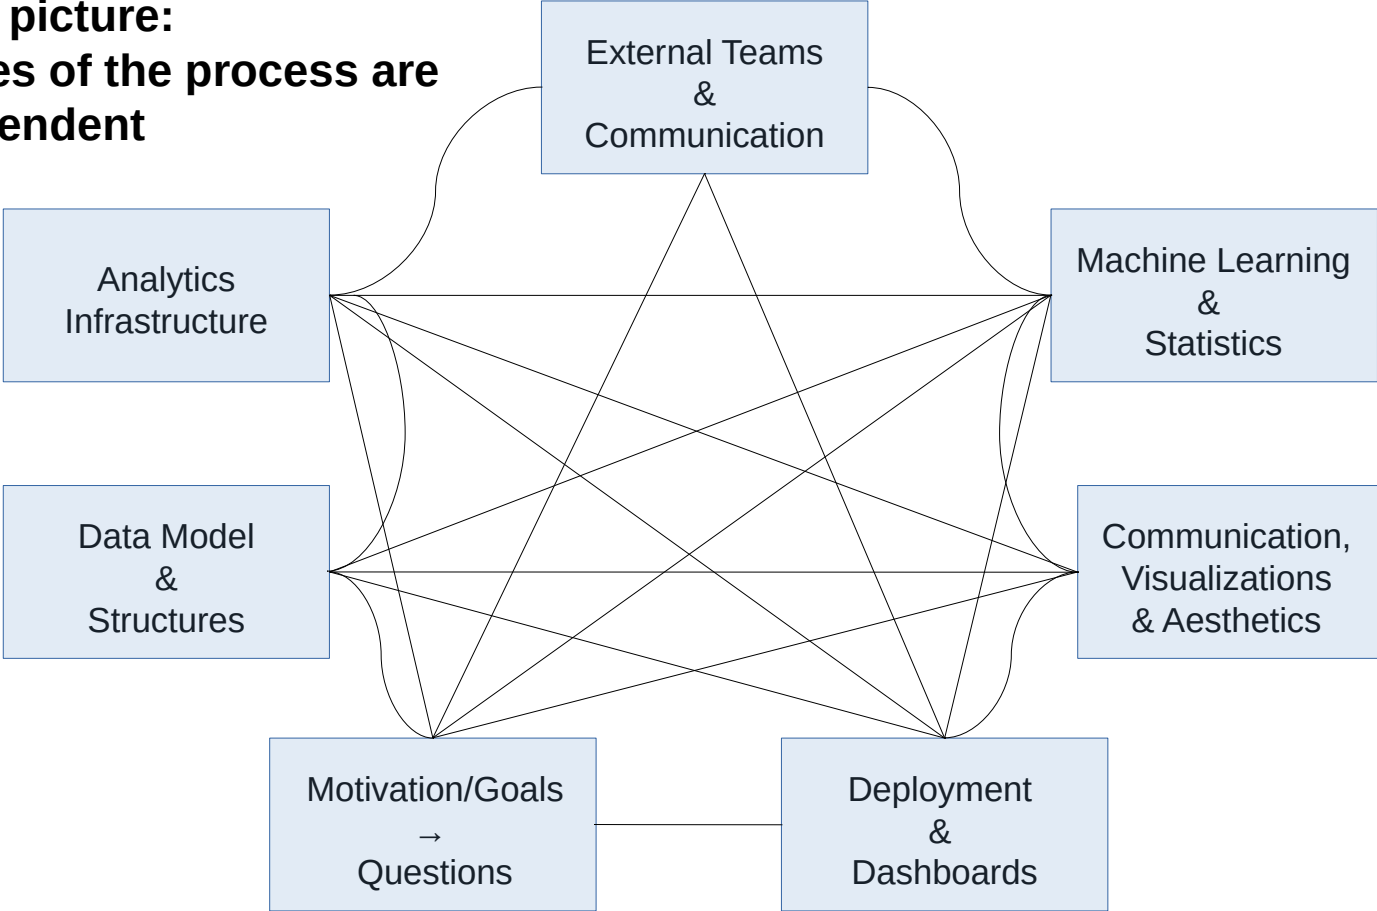 picture:
es of the process are
endent
External Teams
&
Communication
Analytics
Infrastructure
Machine Learning
&
Statistics
Data Model
&
Structures
Communication,
Visualizations
& Aesthetics
Motivation/Goals
→
Questions
Deployment
&
Dashboards